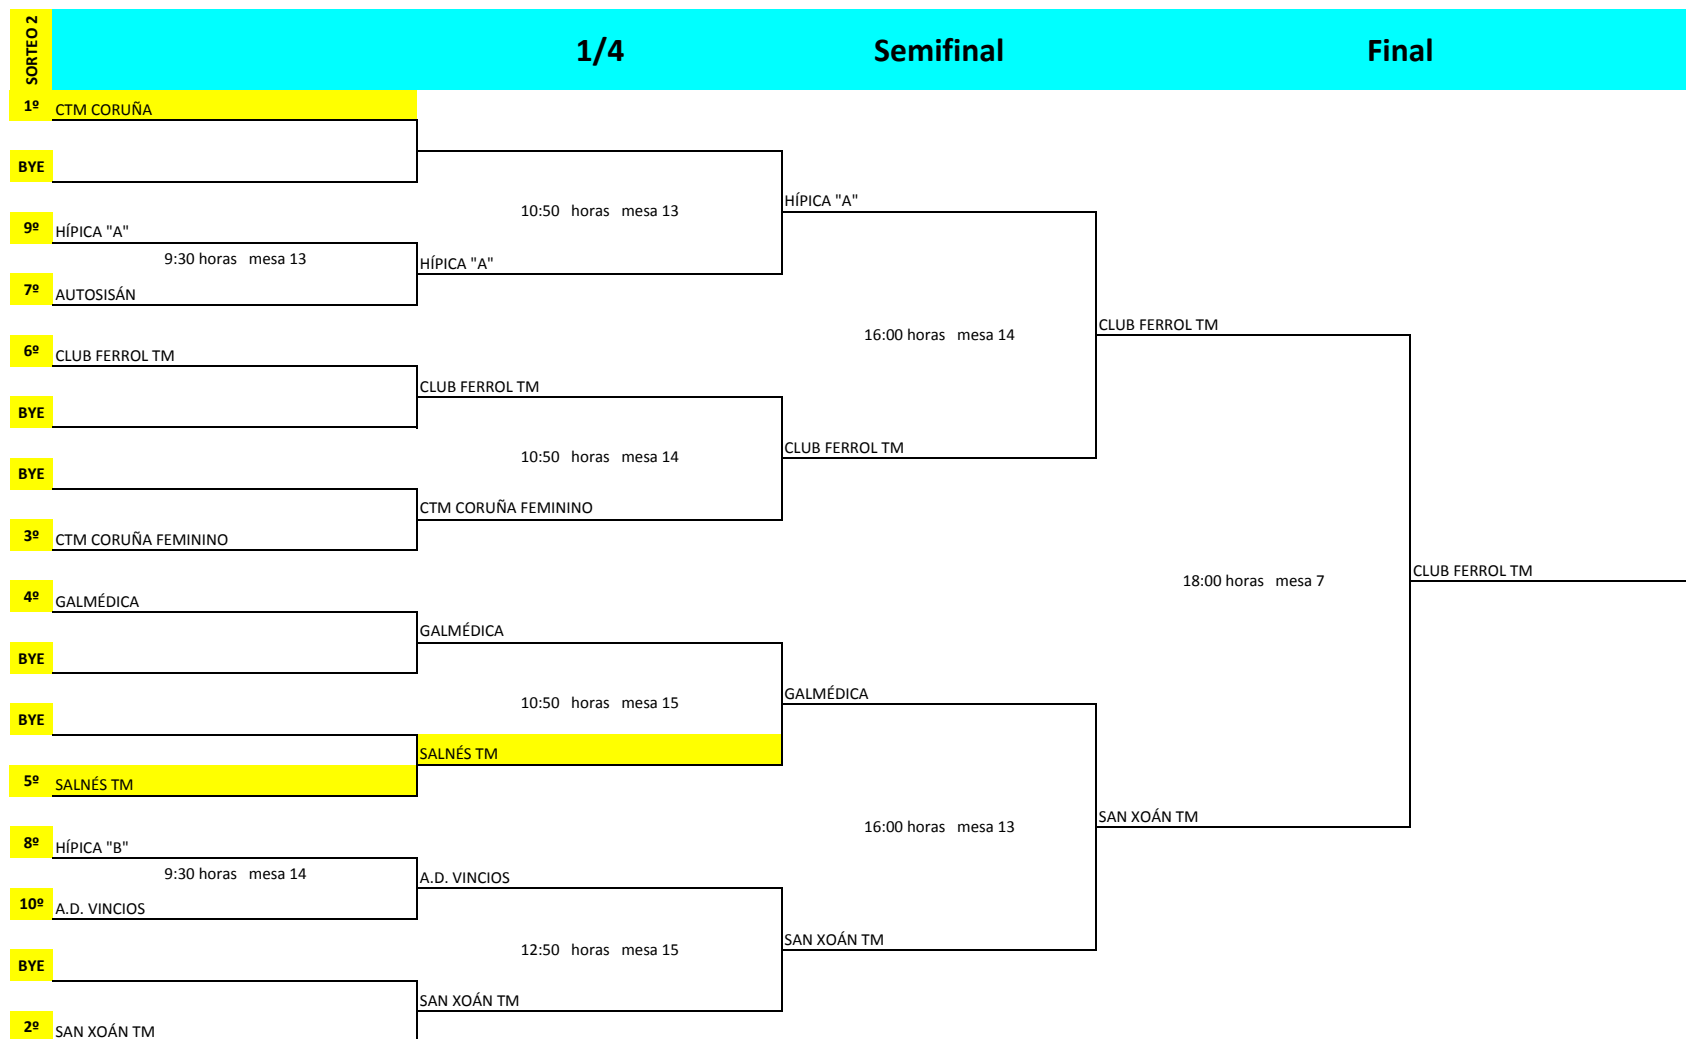 SORTEO 2
1/4 Semifinal Final
1º CTM CORUÑA
BYE
10:50 horas mesa 13
HÍPICA "A"
9º HÍPICA "A"
9:30 horas mesa 13
HÍPICA "A"
7º AUTOSISÁN
16:00 horas mesa 14
CLUB FERROL TM
6º CLUB FERROL TM
CLUB FERROL TM
BYE
10:50 horas mesa 14
CLUB FERROL TM
BYE
CTM CORUÑA FEMININO
3º CTM CORUÑA FEMININO
18:00 horas mesa 7
CLUB FERROL TM
4º GALMÉDICA
GALMÉDICA
BYE
10:50 horas mesa 15
GALMÉDICA
BYE
SALNÉS TM
5º SALNÉS TM
16:00 horas mesa 13
SAN XOÁN TM
8º HÍPICA "B"
9:30 horas mesa 14
A.D. VINCIOS
10º A.D. VINCIOS
12:50 horas mesa 15
SAN XOÁN TM
BYE
SAN XOÁN TM
2º SAN XOÁN TM